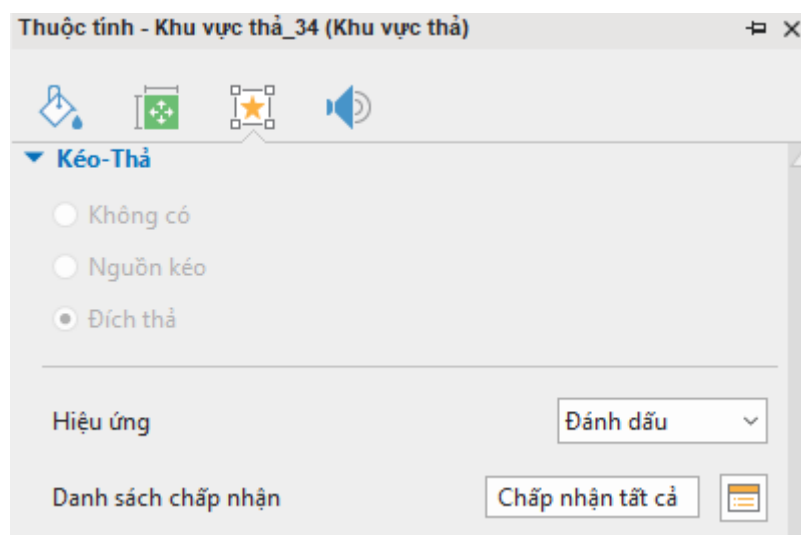 Thuộc tính - Khu vực thả_34 (Khu vực thả)
Kéo-Thả
Không có
Nguồn kéo
Đích thả
Hiệu ứng Đánh dấu
Danh sách chấp nhận Chấp nhận tất cả